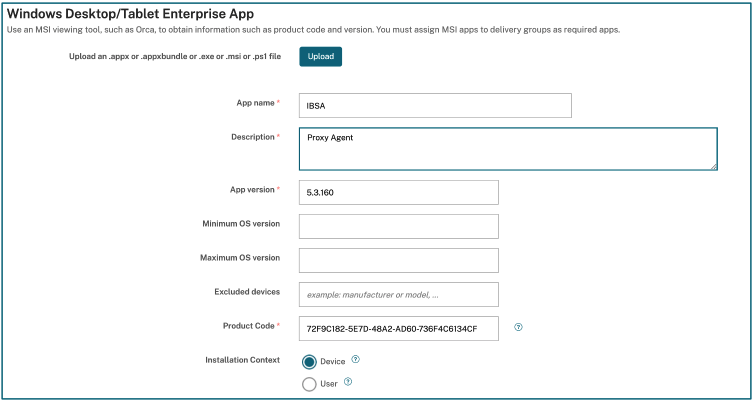 Windows Desktop/Tablet Enterprise App
Use an MSI viewing tool, such as Orca, to obtain information such as product code and version. You must assign MSI apps to delivery groups as required apps.
Upload an .appx or .appxbundle or .exe or .msi or .ps1 file Upload
App name * IBSA
Description * Proxy Agent
App version * 5.3.160
Minimum OS version
Maximum OS version
Excluded devices example: manufacturer or model, ...
Product Code * 72F9C182-5E7D-48A2-AD60-736F4C6134CF ?
Installation Context Device ?
User ?